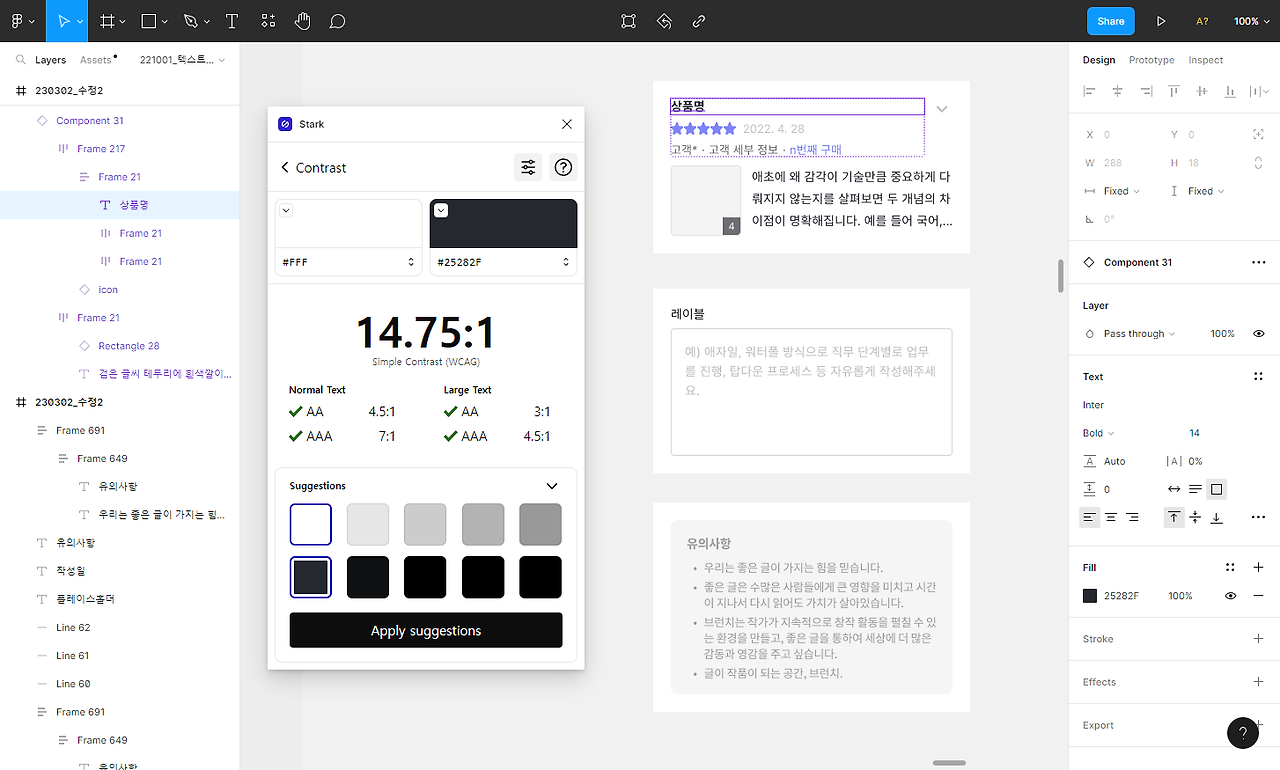 Share
A?
100%
Layers
Assets
221001_텍스트...
230302_수정2
Component 31
Frame 217
Frame 21
상품명
Frame 21
Frame 21
icon
Frame 21
Rectangle 28
검은 글씨 테두리에 흰색깔이...
230302_수정2
Frame 691
Frame 649
유의사항
우리는 좋은 글이 가지는 힘...
유의사항
작성일
플레이스홀더
Line 62
Line 61
Line 60
Frame 691
Frame 649
유의사항
Stark
Contrast
#FFF
#25282F
14.75:1
Simple Contrast (WCAG)
Normal Text
Large Text
AA 4.5:1
AA 3:1
AAA 7:1
AAA 4.5:1
Suggestions
Apply suggestions
상품명
2022. 4. 28
고객* · 고객 세부 정보 · n번째 구매
4
애초에 왜 감각이 기술만큼 중요하게 다
뤄지지 않는지를 살펴보면 두 개념의 차
이점이 명확해집니다. 예를 들어 국어,...
레이블
예) 애자일, 워터폴 방식으로 직무 단계별로 업무
를 진행, 탑다운 프로세스 등 자유롭게 작성해주세
요.
유의사항
• 우리는 좋은 글이 가지는 힘을 믿습니다.
• 좋은 글은 수많은 사람들에게 큰 영향을 미치고 시간
이 지나서 다시 읽어도 가치가 살아있습니다.
• 브런치는 작가가 지속적으로 창작 활동을 펼칠 수 있
는 환경을 만들고, 좋은 글을 통하여 세상에 더 많은
감동과 영감을 주고 싶습니다.
• 글이 작품이 되는 공간, 브런치.
Design
Prototype
Inspect
X 0
Y 0
W 288
H 18
Fixed
Fixed
0°
Component 31
Layer
Pass through
100%
Text
Inter
Bold
14
Auto
|A| 0%
0
Fill
25282F
100%
Stroke
Effects
Export
?